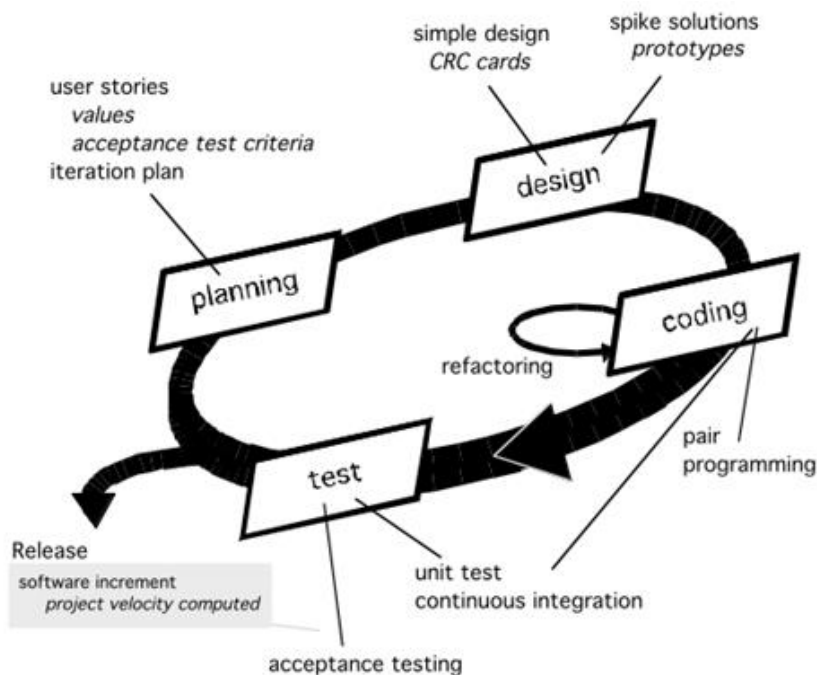 spike solutions
prototypes
simple design
CRC cards
user stories
values
acceptance test criteria
iteration plan
design
planning
coding
refactoring
pair
programming
test
Release
software increment
project velocity computed
unit test
continuous integration
acceptance testing